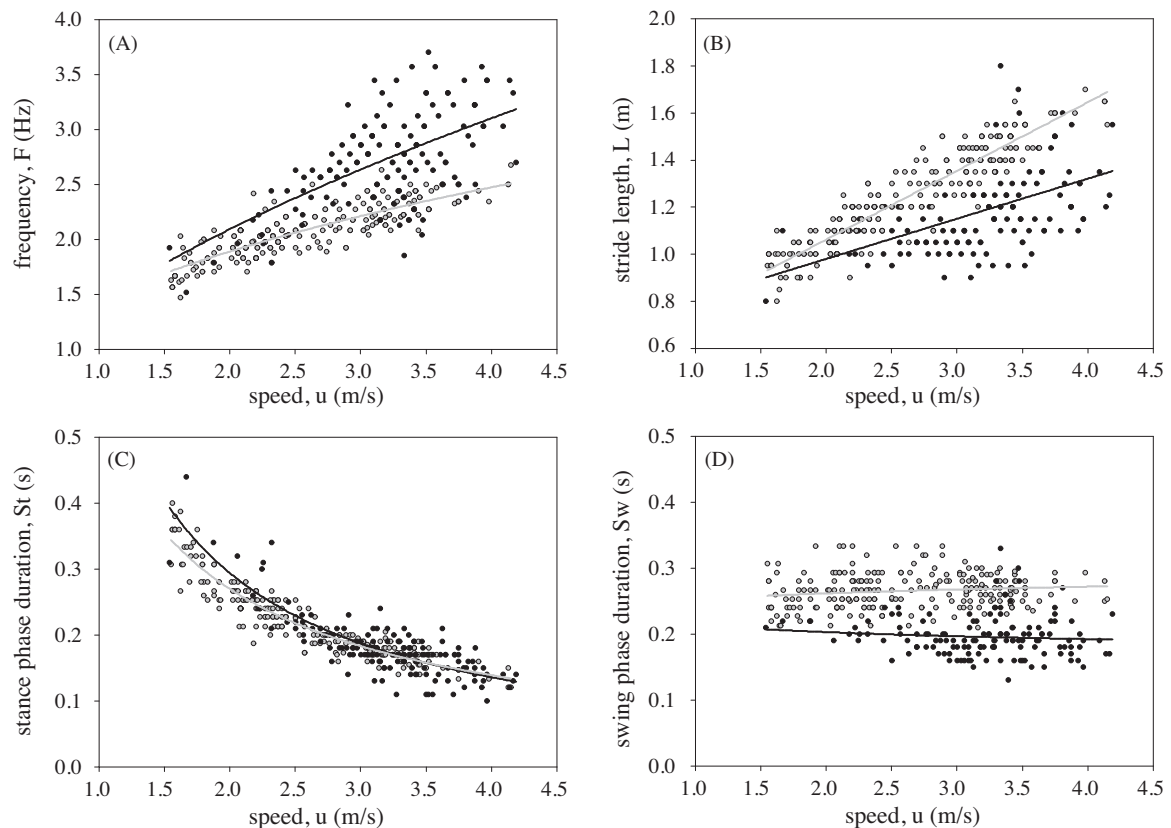 (A)
frequency, F (Hz)
4.0
3.5
3.0
2.5
2.0
1.5
1.0
1.0 1.5 2.0 2.5 3.0 3.5 4.0 4.5
speed, u (m/s)
(B)
stride length, L (m)
1.8
1.6
1.4
1.2
1.0
0.8
0.6
1.0 1.5 2.0 2.5 3.0 3.5 4.0 4.5
speed, u (m/s)
(C)
stance phase duration, St (s)
0.5
0.4
0.3
0.2
0.1
0.0
1.0 1.5 2.0 2.5 3.0 3.5 4.0 4.5
speed, u (m/s)
(D)
swing phase duration, Sw (s)
0.5
0.4
0.3
0.2
0.1
0.0
1.0 1.5 2.0 2.5 3.0 3.5 4.0 4.5
speed, u (m/s)